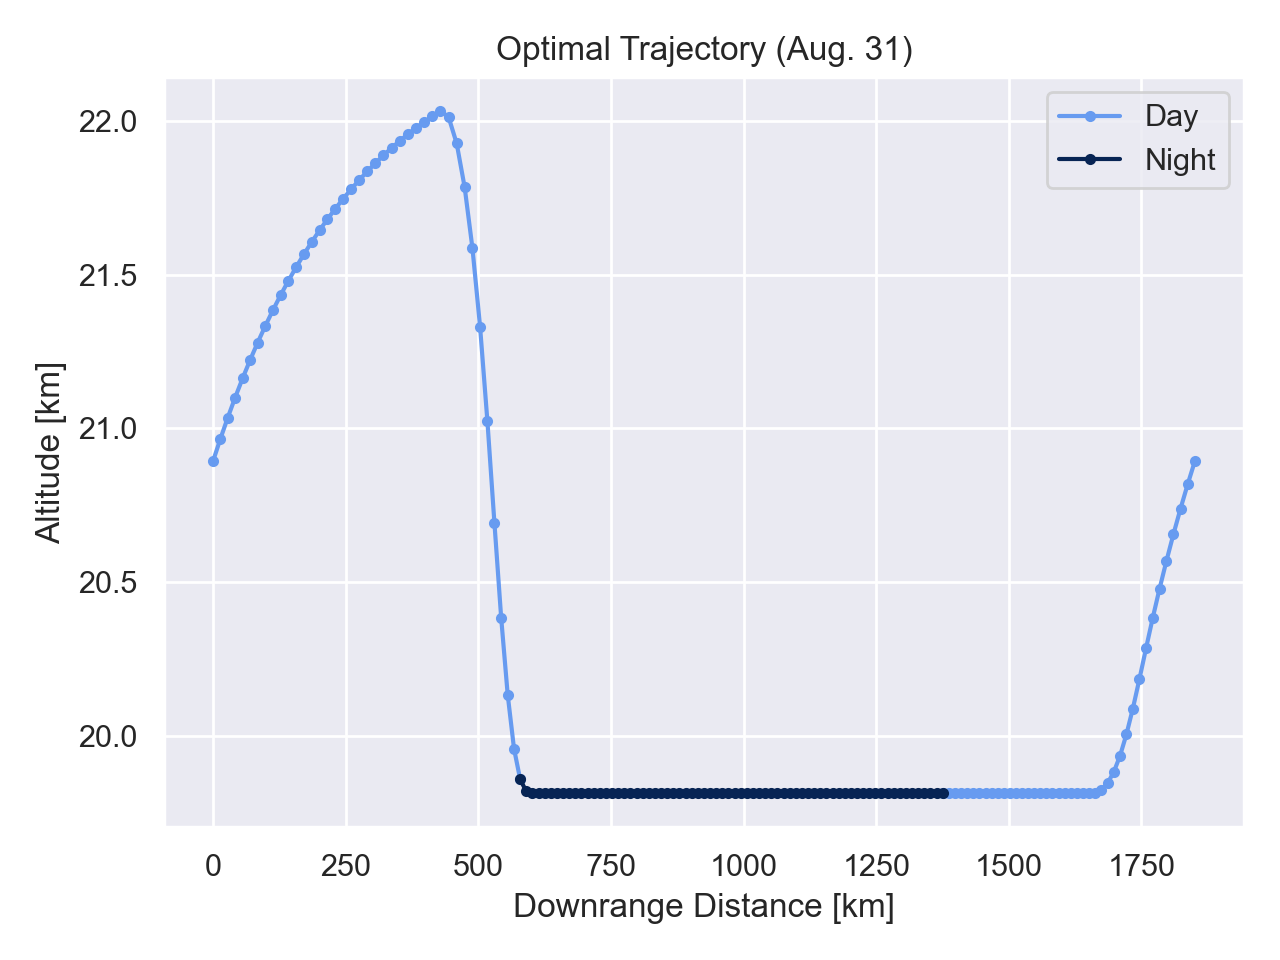 Optimal Trajectory (Aug. 31)
Day
Night
22.0
21.5
21.0
20.5
20.0
Altitude [km]
0 250 500 750 1000 1250 1500 1750
Downrange Distance [km]